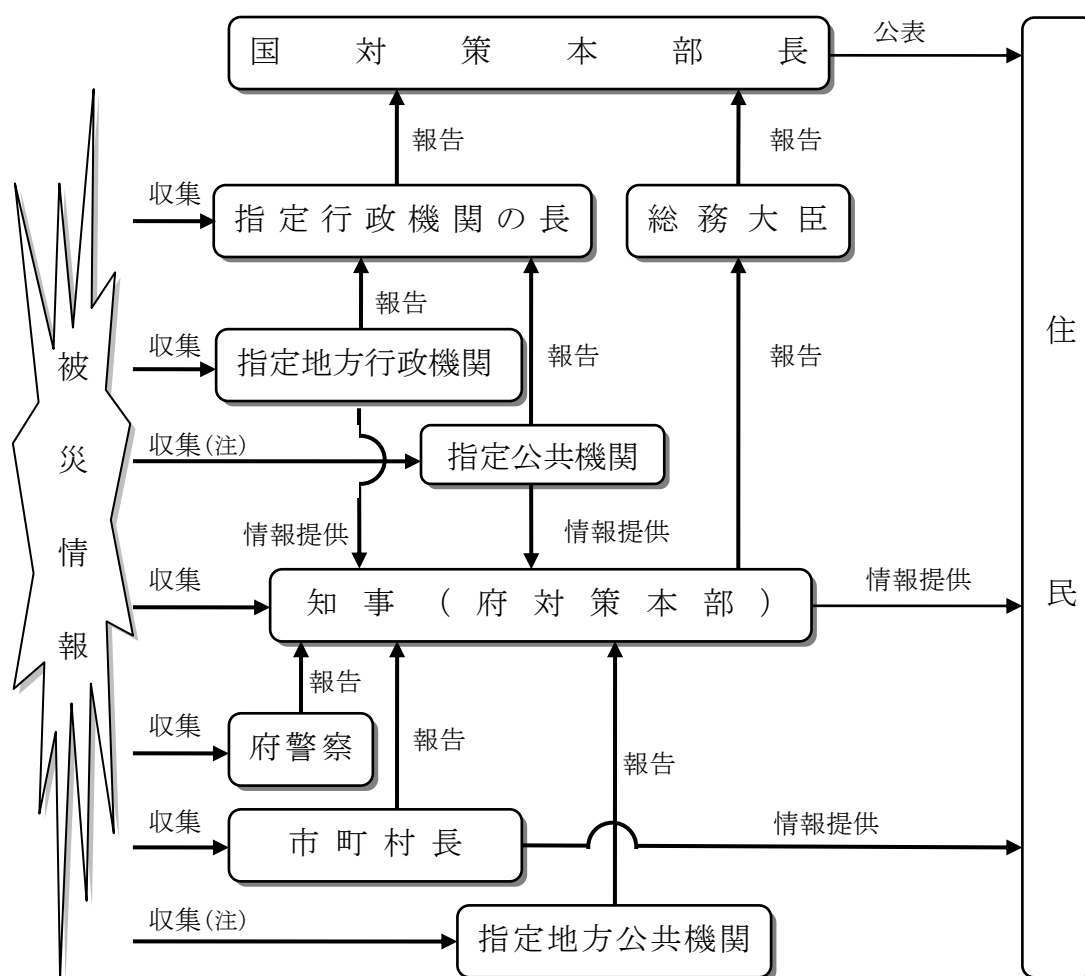 国対策本部長
公表
報告
報告
収集
指定行政機関の長
総務大臣
報告
収集
指定地方行政機関
報告
報告
収集(注)
指定公共機関
情報提供
情報提供
収集
知事(府対策本部)
情報提供
報告
収集
府警察
報告
報告
収集
市町村長
情報提供
収集(注)
指定地方公共機関
被災情報
住民